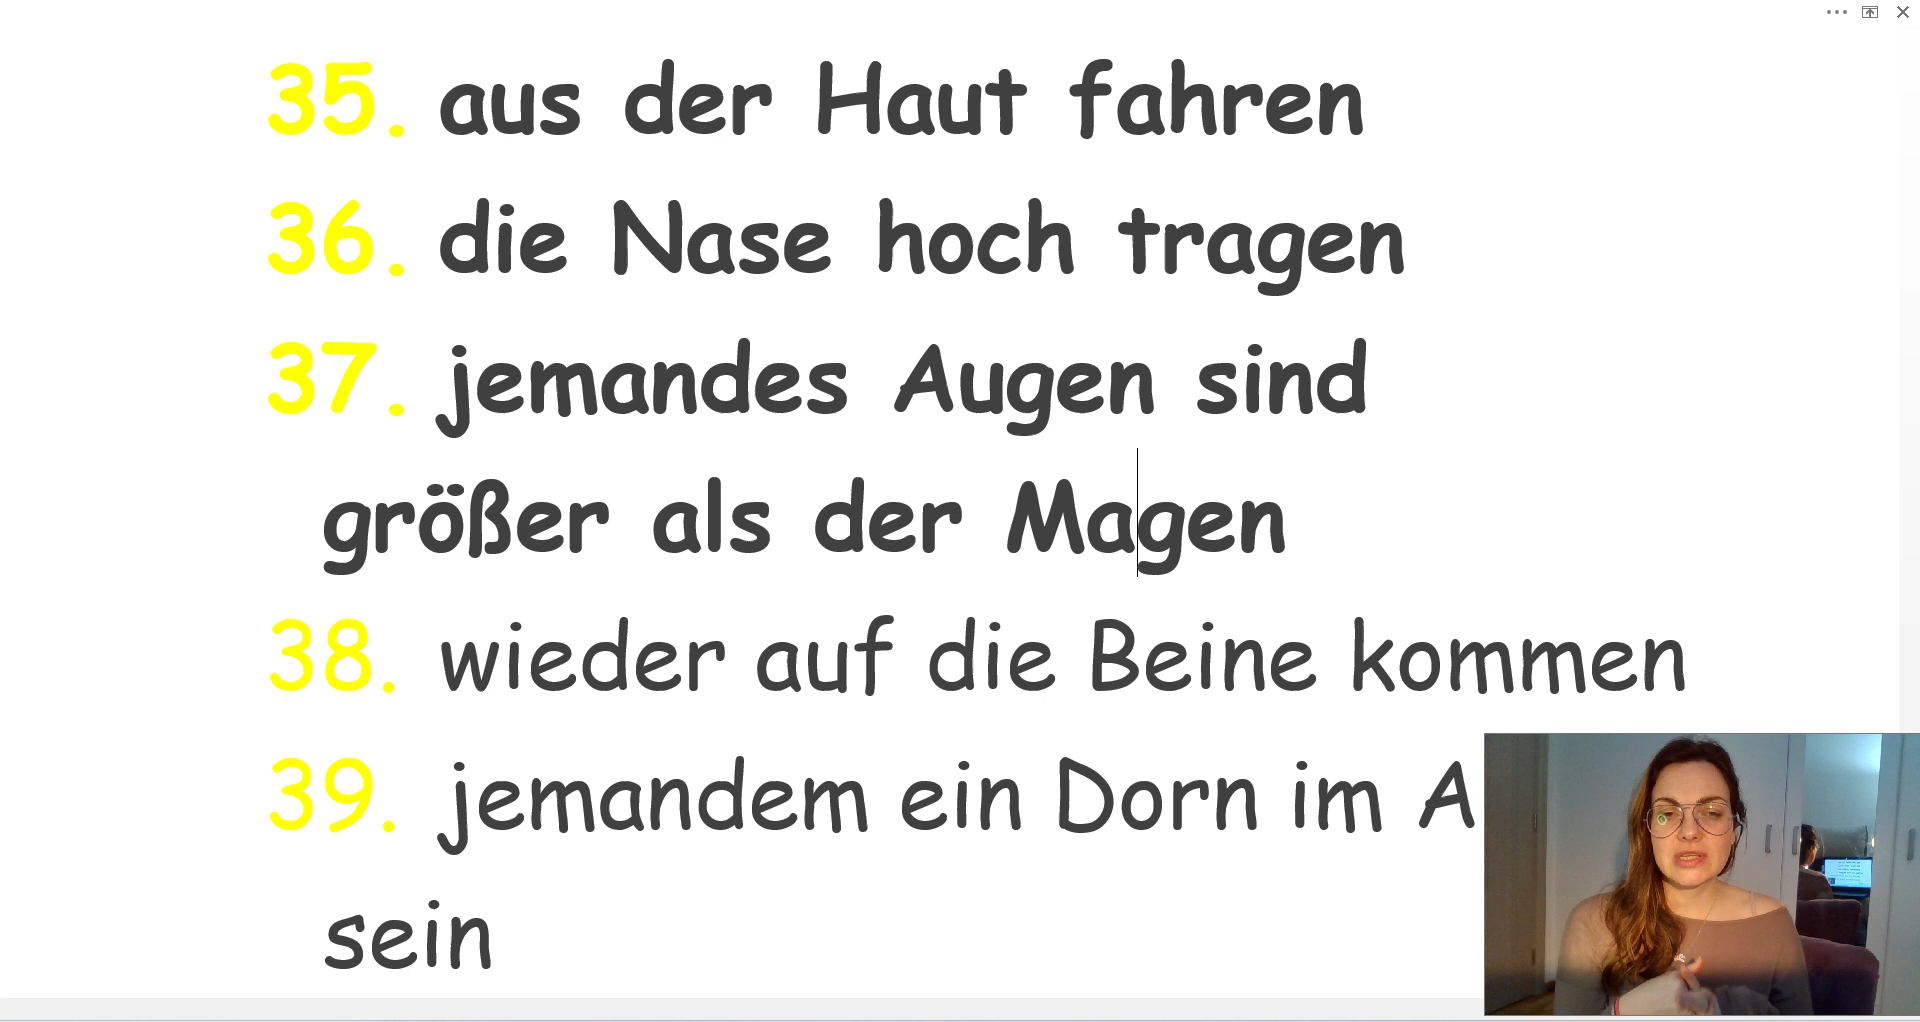 35. aus der Haut fahren
36. die Nase hoch tragen
37. jemandes Augen sind
größer als der Magen
38. wieder auf die Beine kommen
39. jemandem ein Dorn im A
sein